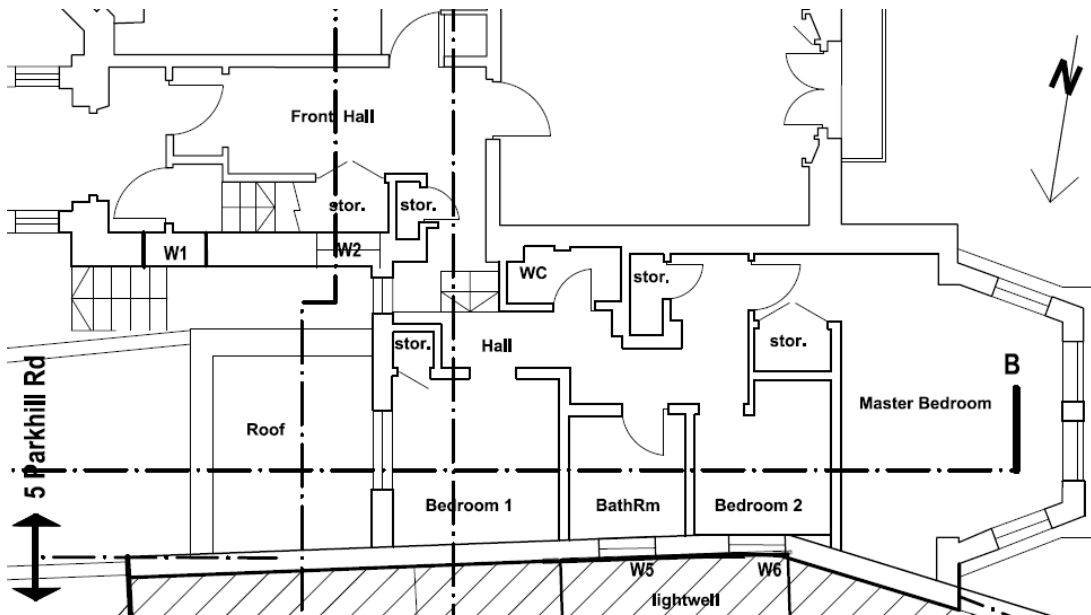 N
Front Hall
stor.
stor.
W1
W2
WC
stor.
stor.
Hall
stor.
B
Master Bedroom
Roof
5 Parkhill Rd
Bedroom 1
BathRm
Bedroom 2
W5
W6
lightwell